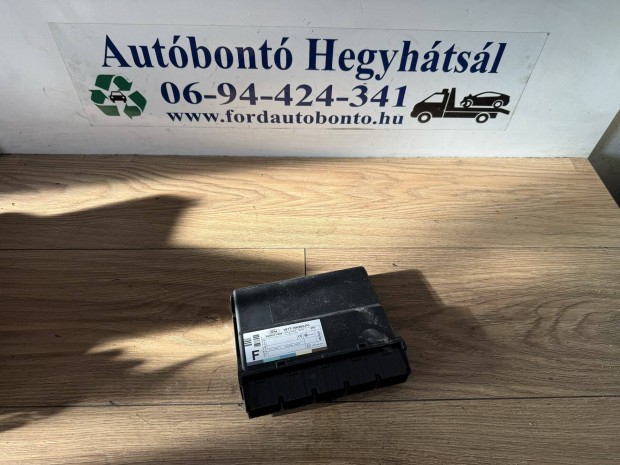 Autóbontó Hegyhátsál
06-94-424-341
www.fordautobonto.hu
F